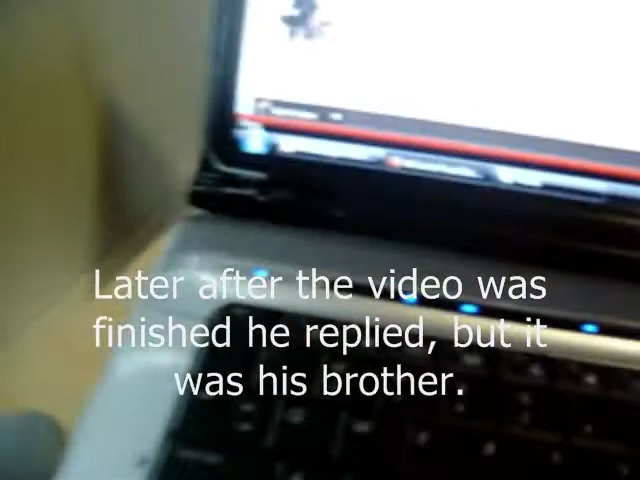 Later after the video was
finished he replied, but it
was his brother.